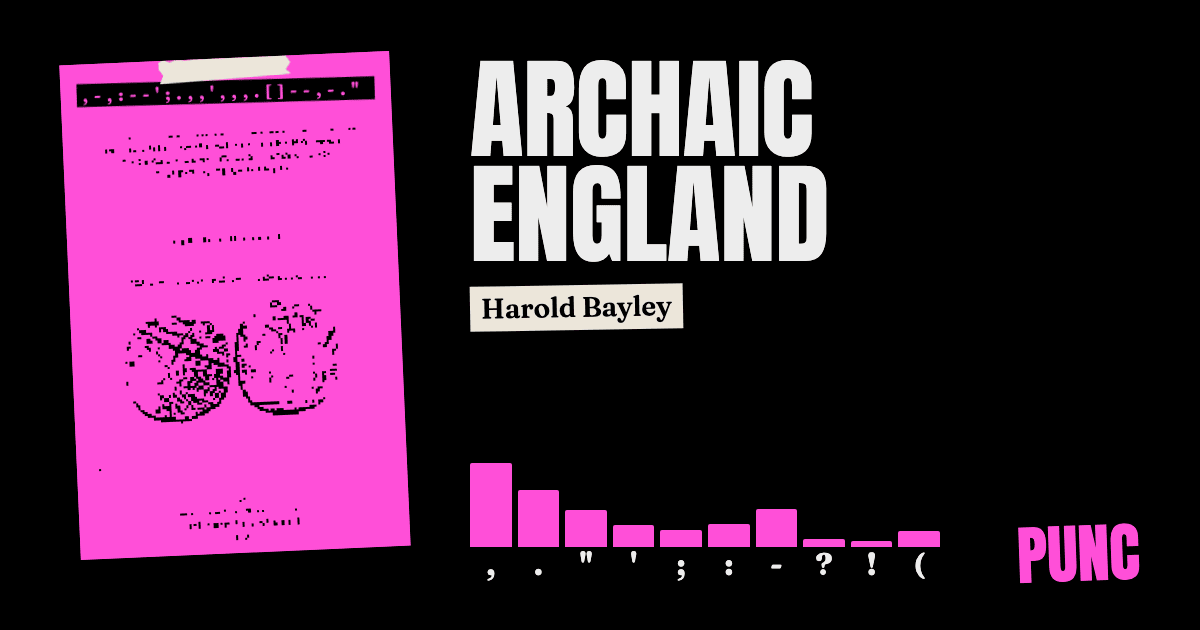 ,-,:--';.,,',,,.[]--,-."
ARCHAIC
ENGLAND
Harold Bayley
, . " ' ; : - ? ! (
PUNC